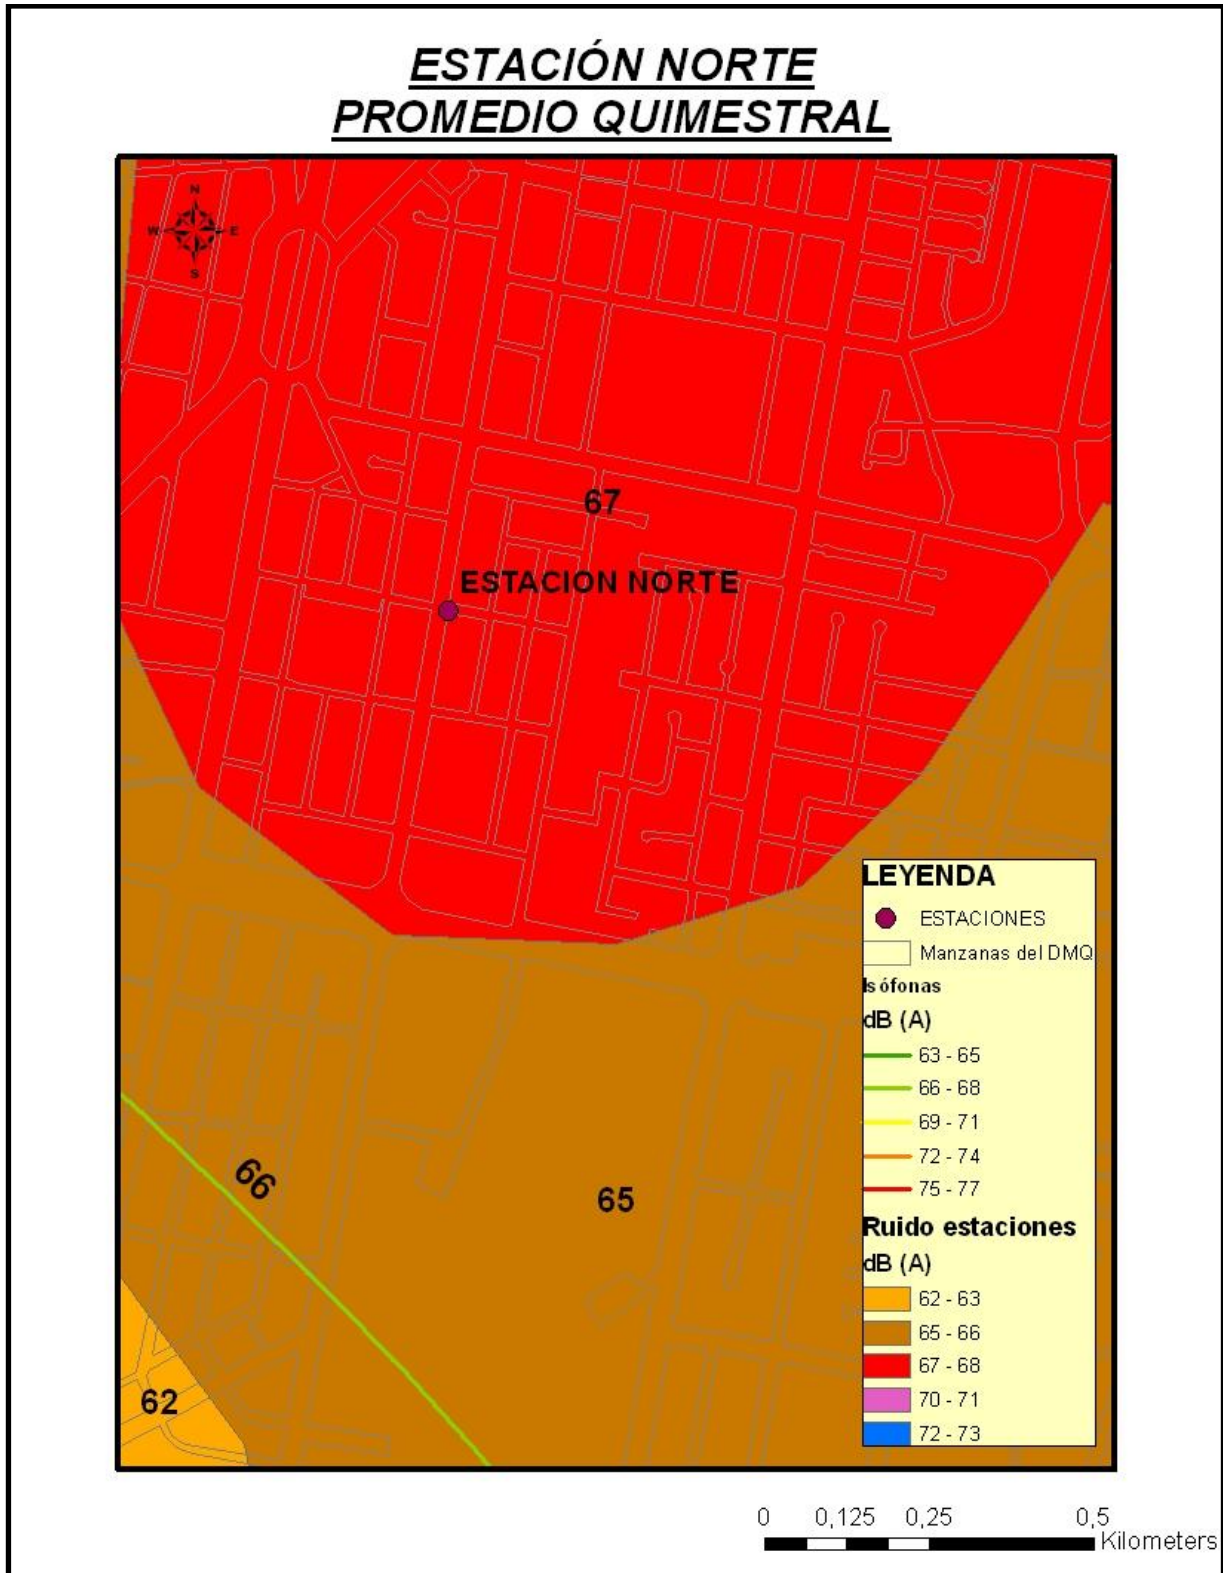 ESTACIÓN NORTE
PROMEDIO QUIMESTRAL
N
W E
S
67
ESTACION NORTE
66
65
62
LEYENDA
ESTACIONES
Manzanas del DMQ
Isófonas
dB (A)
63 - 65
66 - 68
69 - 71
72 - 74
75 - 77
Ruido estaciones
dB (A)
62 - 63
65 - 66
67 - 68
70 - 71
72 - 73
0 0,125 0,25 0,5
Kilometers